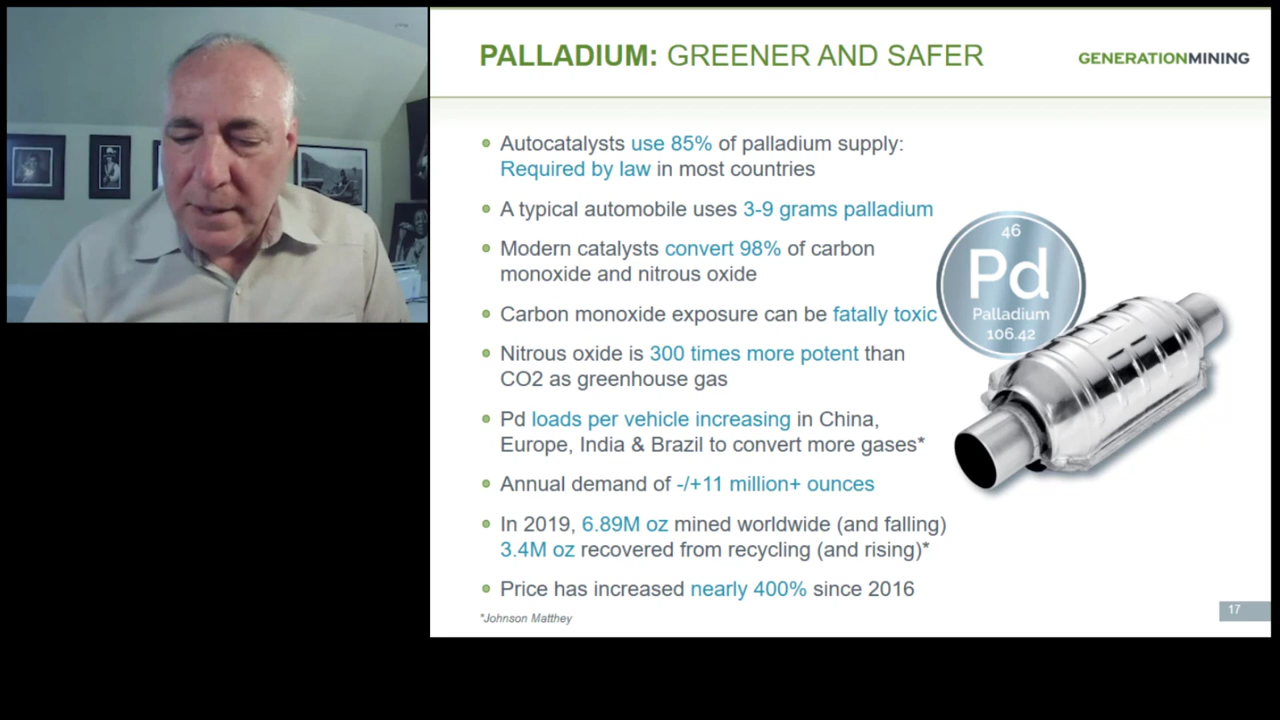 PALLADIUM: GREENER AND SAFER
GENERATIONMINING
Autocatalysts use 85% of palladium supply:
Required by law in most countries
A typical automobile uses 3-9 grams palladium
Modern catalysts convert 98% of carbon
monoxide and nitrous oxide
Carbon monoxide exposure can be fatally toxic
Nitrous oxide is 300 times more potent than
CO2 as greenhouse gas
Pd loads per vehicle increasing in China,
Europe, India & Brazil to convert more gases*
Annual demand of -/+11 million+ ounces
In 2019, 6.89M oz mined worldwide (and falling)
3.4M oz recovered from recycling (and rising)*
Price has increased nearly 400% since 2016
*Johnson Matthey
46
Pd
Palladium
106.42
17